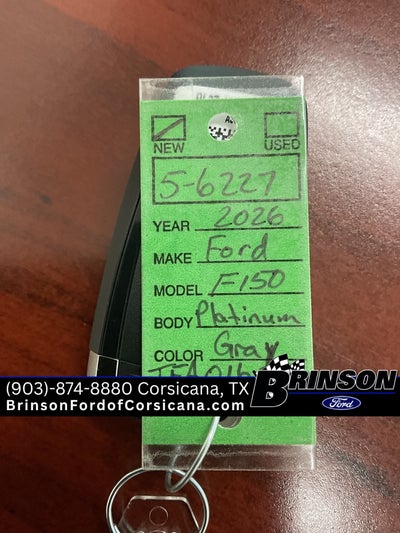 NEW USED
5-6227
YEAR 2026
MAKE Ford
MODEL F150
BODY Platinum
COLOR Gray
(903)-874-8880 Corsicana, TX
BrinsonFordofCorsicana.com
BRINSON
Ford